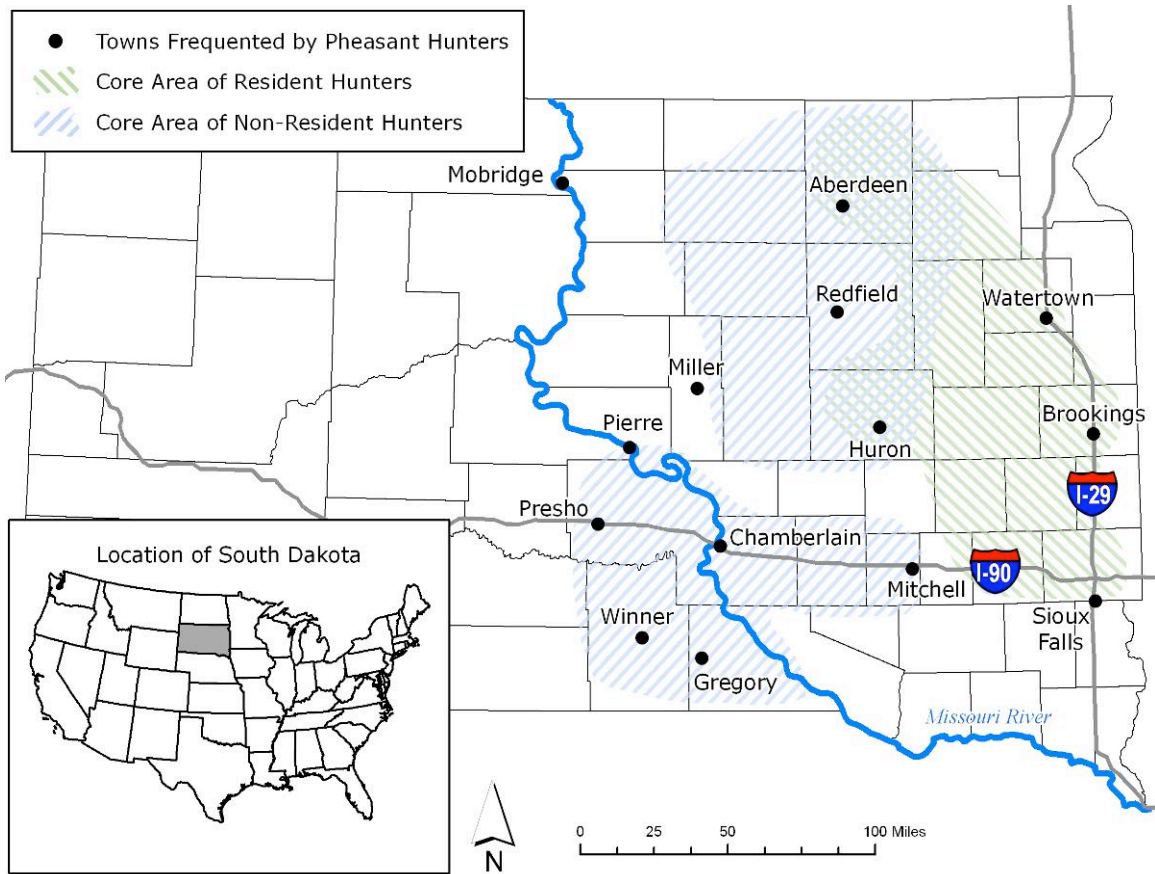 Towns Frequented by Pheasant Hunters
Core Area of Resident Hunters
Core Area of Non-Resident Hunters
Mobridge
Aberdeen
Redfield
Watertown
Miller
Brookings
Pierre
Huron
I-29
Presho
Chamberlain
Mitchell
I-90
Winner
Sioux
Falls
Gregory
Missouri River
Location of South Dakota
N
0 25 50 100 Miles